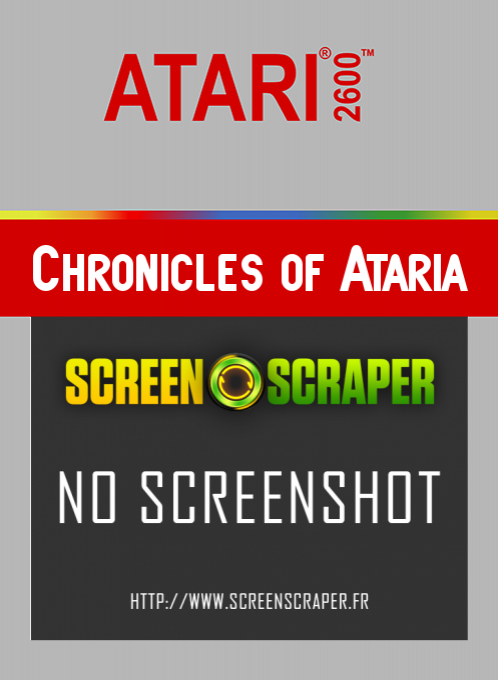 ATARI® 2600™
CHRONICLES OF ATARIA
SCREEN SCRAPER
NO SCREENSHOT
HTTP://WWW.SCREENSCRAPER.FR